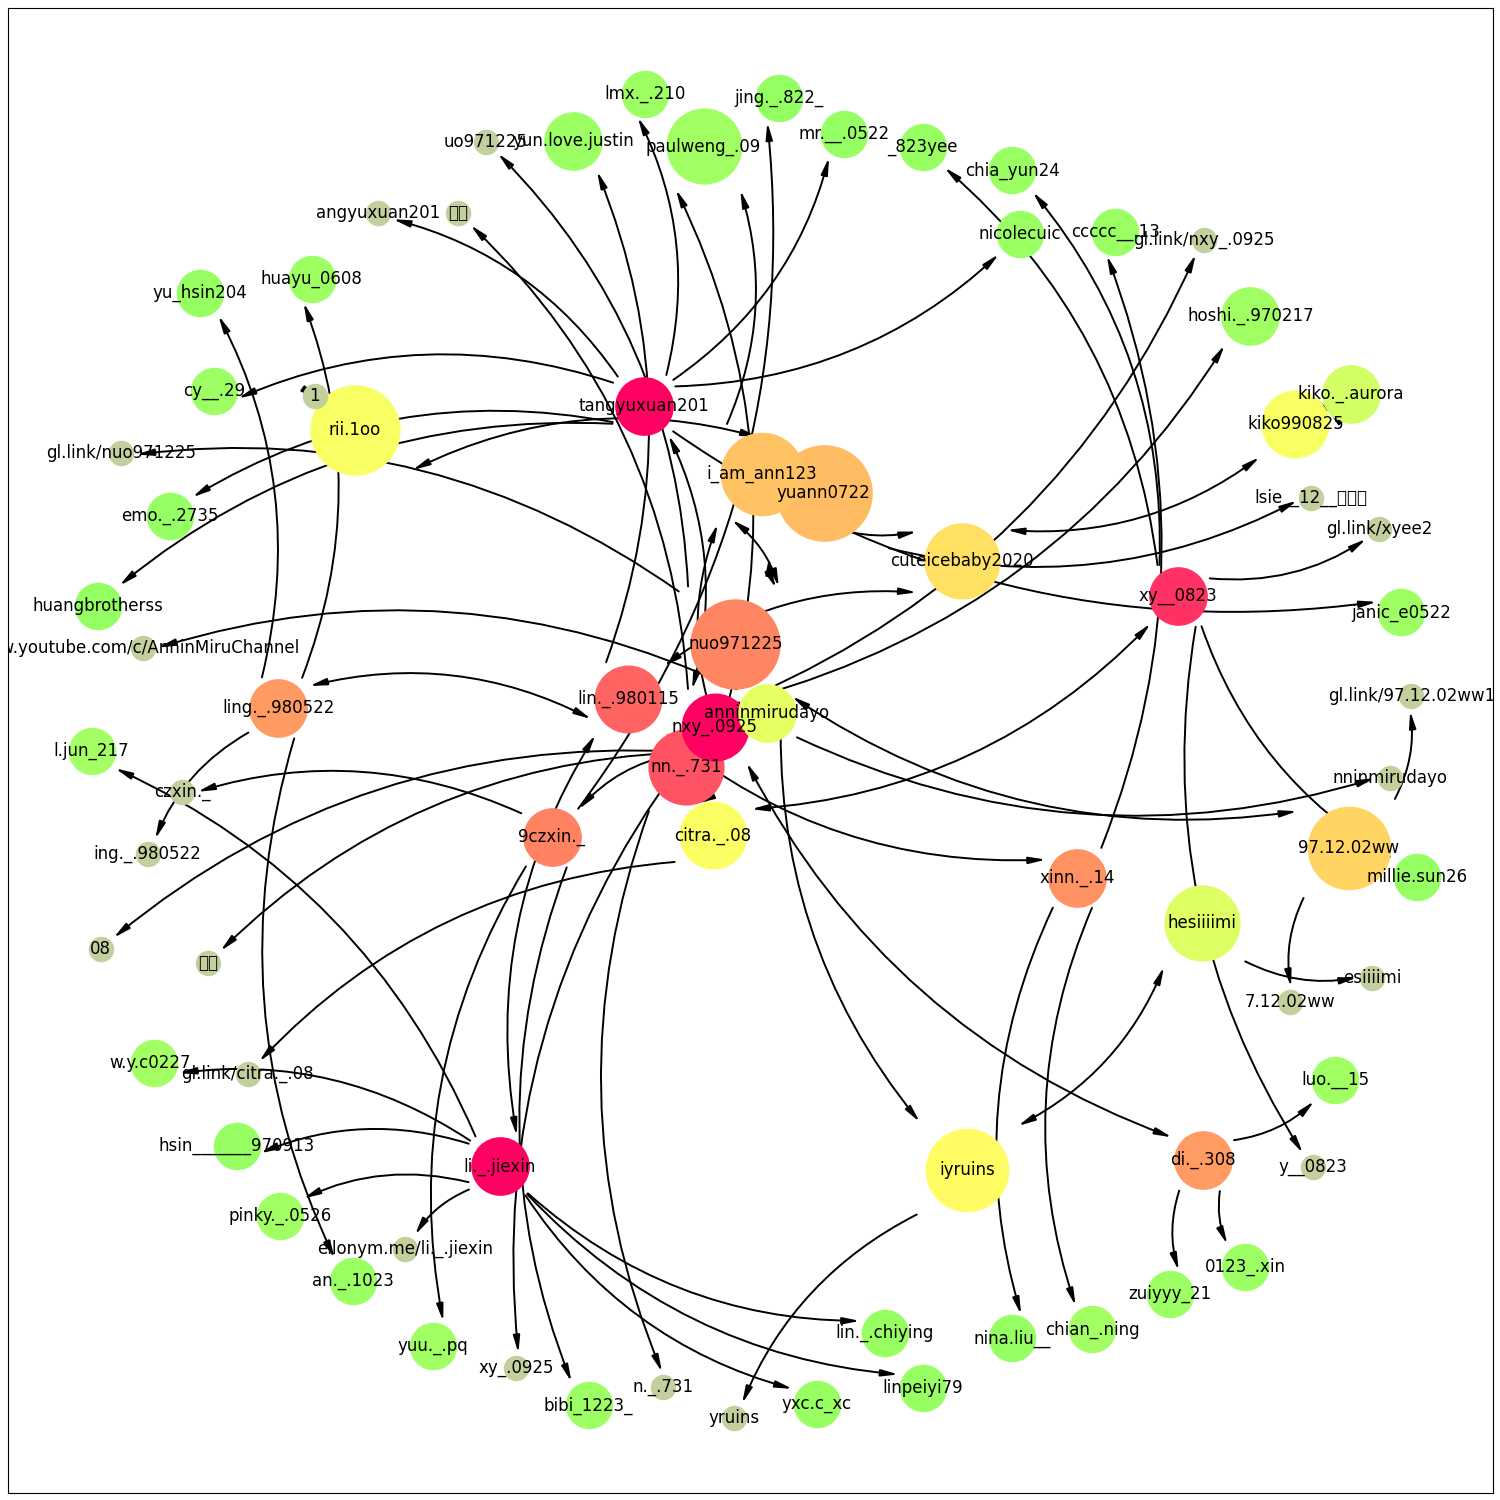 lmx._.210
jing._.822_
uo971225
yun.love.justin
paulweng_.09
mr.__.0522
_823yee
chia_yun24
angyuxuan201
nicolecuic
ccccc__13
gl.link/nxy_.0925
yu_hsin204
huayu_0608
hoshi._.970217
cy__.29
1
tangyuxuan201
kiko._.aurora
rii.1oo
kiko990825
gl.link/nuo971225
i_am_ann123
yuann0722
lsie__12__
emo._.2735
gl.link/xyee2
cuteicebaby2020
huangbrotherss
xy__0823
janic_e0522
w.youtube.com/c/AnninMiruChannel
nuo971225
ling._.980522
lin._.980115
anninmirudayo
nxy_.0925
gl.link/97.12.02ww1
l.jun_217
nn._.731
nninmirudayo
czxin._
9czxin._
citra._.08
97.12.02ww
ing._.980522
xinn._.14
millie.sun26
08
hesiiiimi
esiiiimi
7.12.02ww
w.y.c0227
gl.link/citra._.08
luo.__15
hsin______970913
li._.jiexin
iyruins
di._.308
y__0823
pinky._.0526
ellonym.me/li._.jiexin
an._.1023
0123_.xin
zuiyyy_21
yuu._.pq
lin._.chiying
nina.liu__
chian_.ning
xy_.0925
n._.731
linpeiyi79
bibi_1223_
yruins
yxc.c_xc